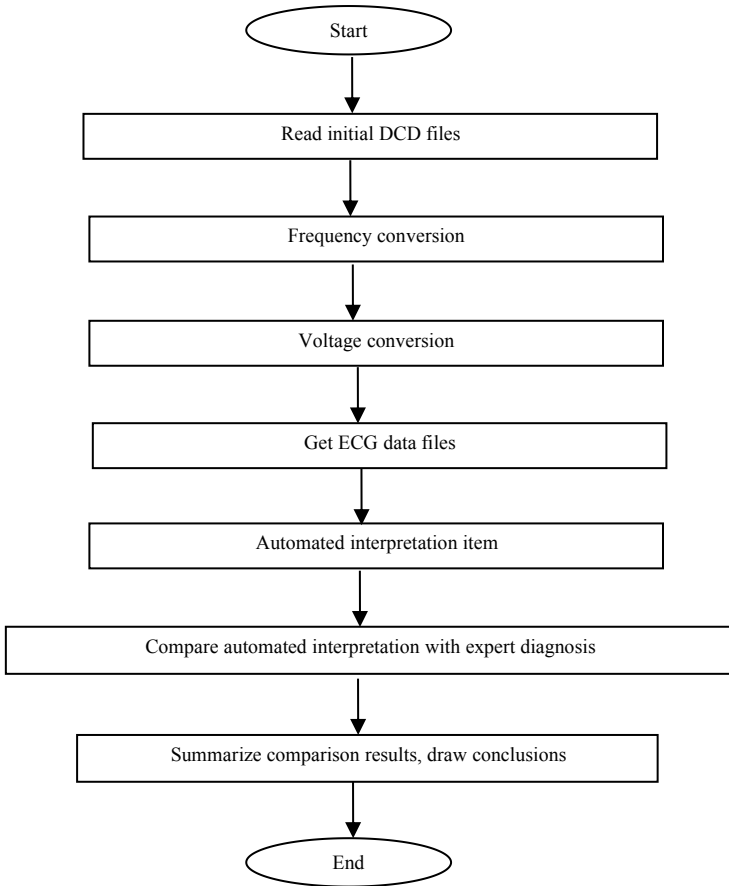 Start
Read initial DCD files
Frequency conversion
Voltage conversion
Get ECG data files
Automated interpretation item
Compare automated interpretation with expert diagnosis
Summarize comparison results, draw conclusions
End